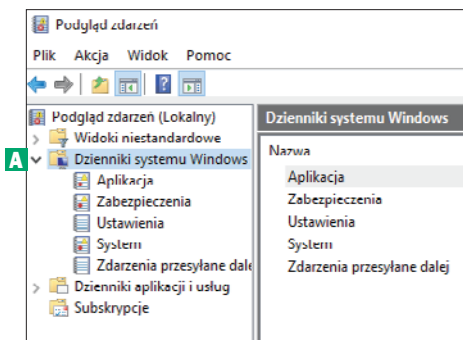 Podgląd zdarzeń
Plik Akcja Widok Pomoc
Podgląd zdarzeń (Lokalny)
Widoki niestandardowe
A Dzienniki systemu Windows
Aplikacja
Zabezpieczenia
Ustawienia
System
Zdarzenia przesyłane dale
Dzienniki aplikacji i usług
Subskrypcje
Dzienniki systemu Windows
Nazwa
Aplikacja
Zabezpieczenia
Ustawienia
System
Zdarzenia przesyłane dalej